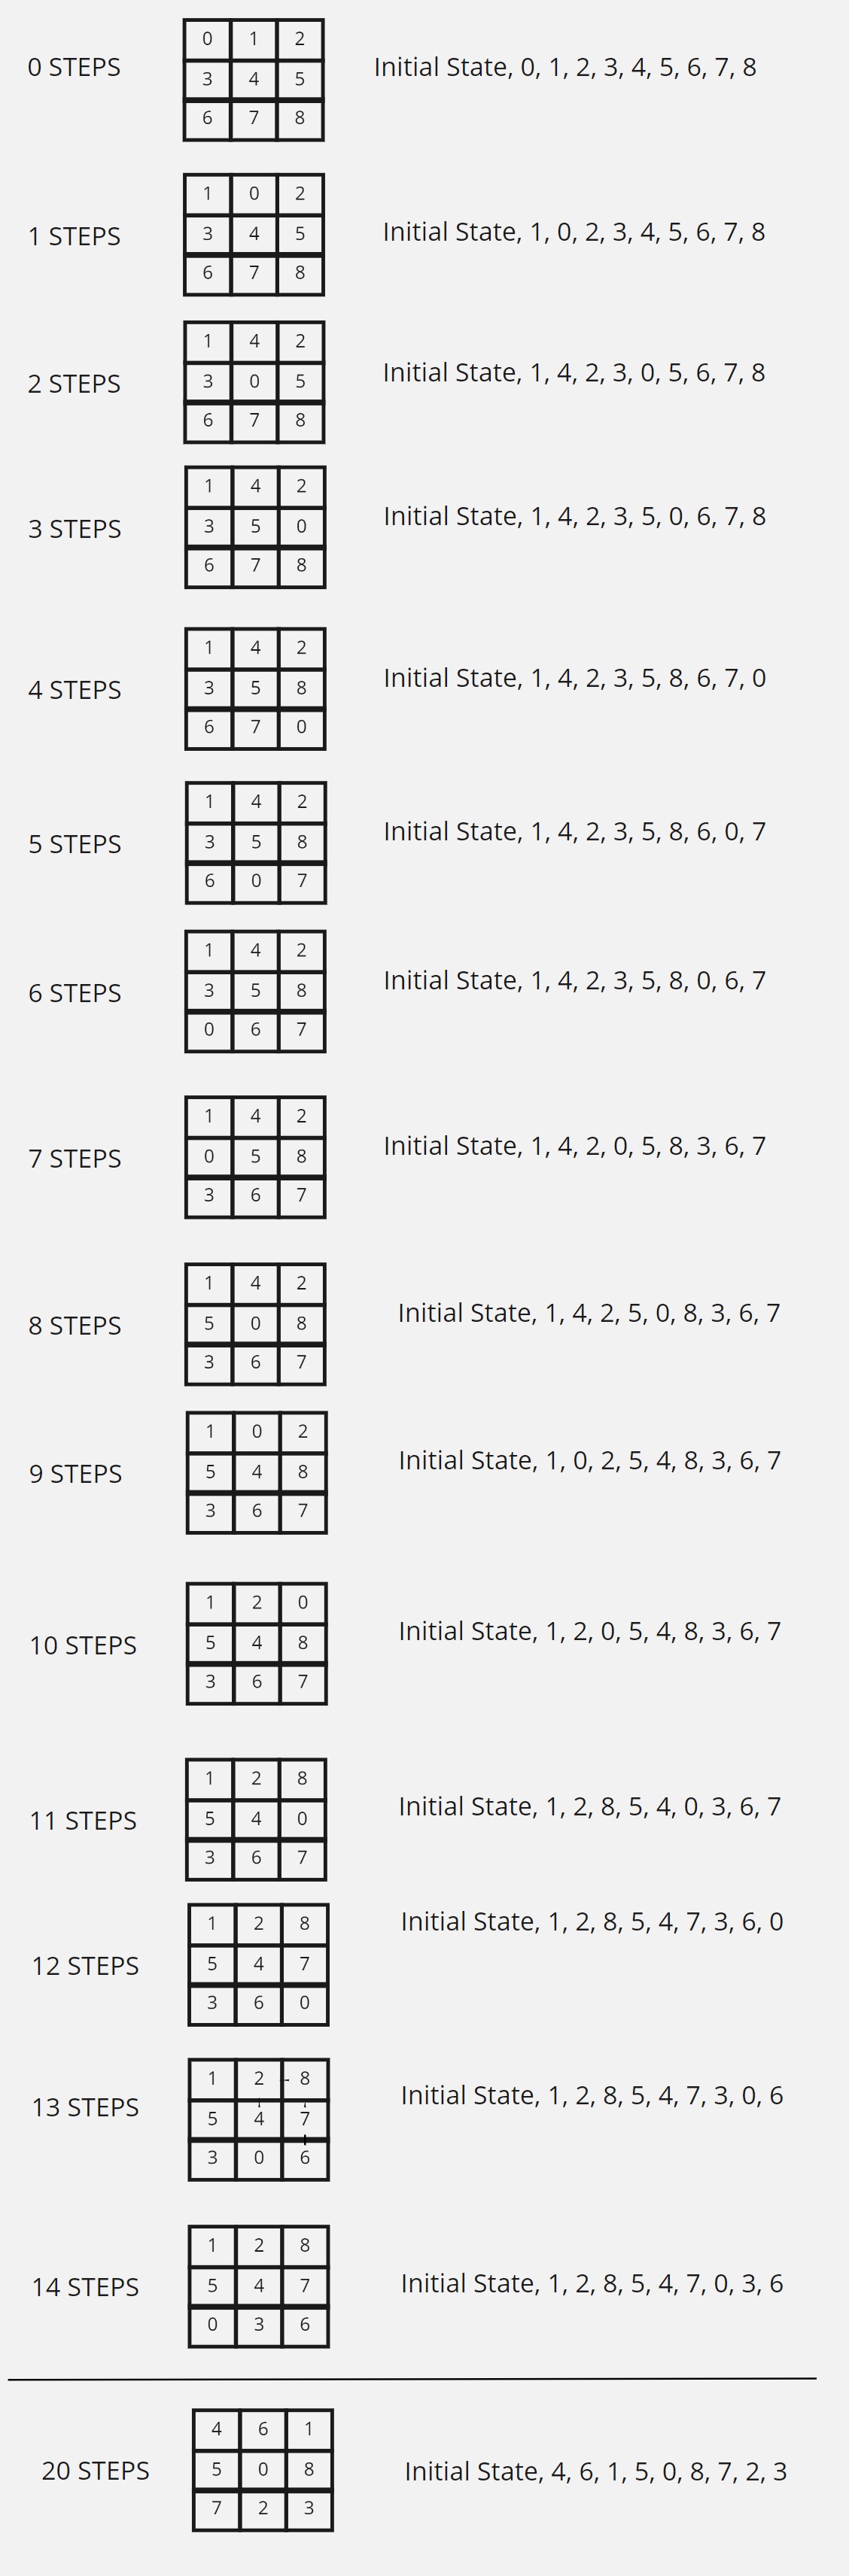 0 1 2
0 STEPS
Initial State, 0, 1, 2, 3, 4, 5, 6, 7, 8
3 4 5
6 7 8
1 0 2
1 STEPS
Initial State, 1, 0, 2, 3, 4, 5, 6, 7, 8
3 4 5
6 7 8
1 4 2
2 STEPS
Initial State, 1, 4, 2, 3, 0, 5, 6, 7, 8
3 0 5
6 7 8
1 4 2
3 STEPS
Initial State, 1, 4, 2, 3, 5, 0, 6, 7, 8
3 5 0
6 7 8
1 4 2
4 STEPS
Initial State, 1, 4, 2, 3, 5, 8, 6, 7, 0
3 5 8
6 7 0
1 4 2
5 STEPS
Initial State, 1, 4, 2, 3, 5, 8, 6, 0, 7
3 5 8
6 0 7
1 4 2
6 STEPS
Initial State, 1, 4, 2, 3, 5, 8, 0, 6, 7
3 5 8
0 6 7
1 4 2
7 STEPS
Initial State, 1, 4, 2, 0, 5, 8, 3, 6, 7
0 5 8
3 6 7
1 4 2
8 STEPS
Initial State, 1, 4, 2, 5, 0, 8, 3, 6, 7
5 0 8
3 6 7
1 0 2
9 STEPS
Initial State, 1, 0, 2, 5, 4, 8, 3, 6, 7
5 4 8
3 6 7
1 2 0
10 STEPS
Initial State, 1, 2, 0, 5, 4, 8, 3, 6, 7
5 4 8
3 6 7
1 2 8
11 STEPS
Initial State, 1, 2, 8, 5, 4, 0, 3, 6, 7
5 4 0
3 6 7
1 2 8
12 STEPS
Initial State, 1, 2, 8, 5, 4, 7, 3, 6, 0
5 4 7
3 6 0
1 2 8
13 STEPS
Initial State, 1, 2, 8, 5, 4, 7, 3, 0, 6
5 4 7
3 0 6
1 2 8
14 STEPS
Initial State, 1, 2, 8, 5, 4, 7, 0, 3, 6
5 4 7
0 3 6
4 6 1
20 STEPS
Initial State, 4, 6, 1, 5, 0, 8, 7, 2, 3
5 0 8
7 2 3